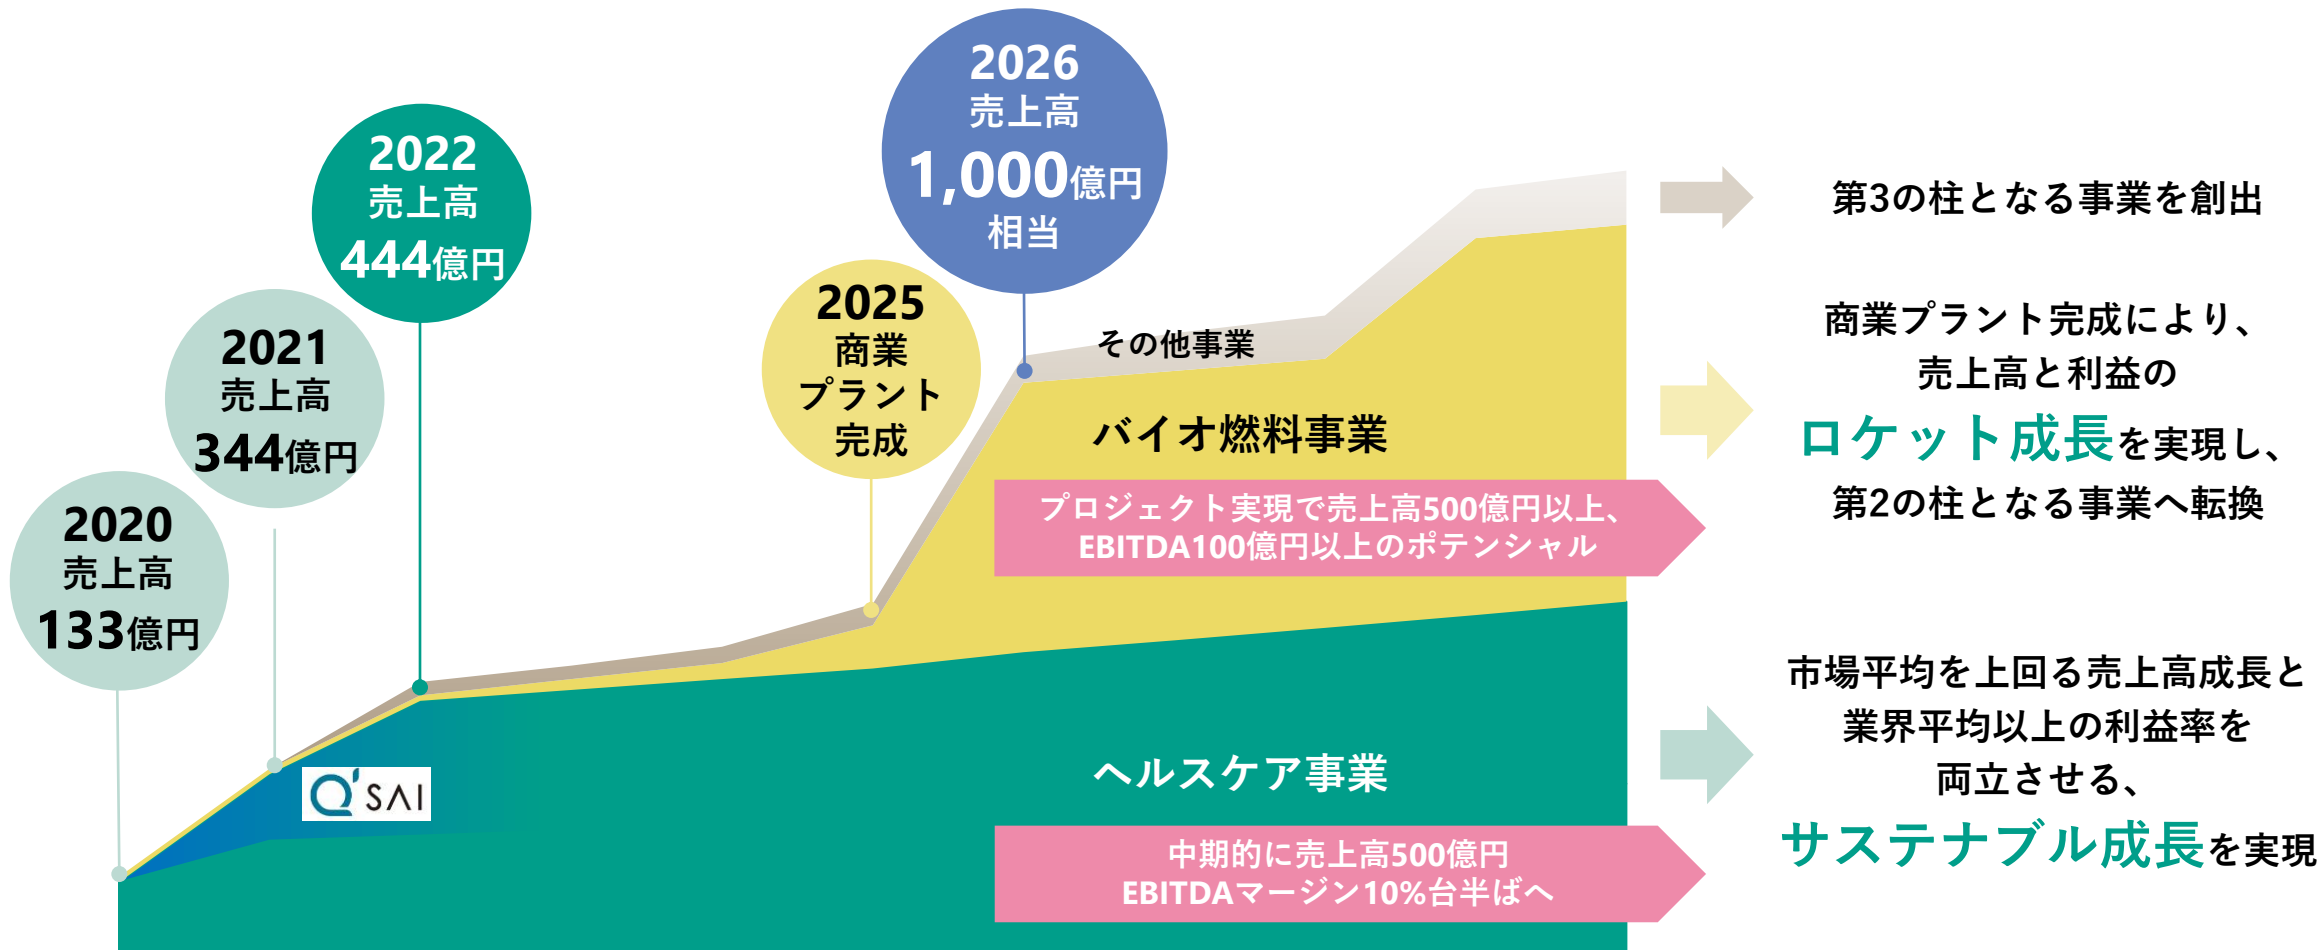 2020
売上高
133億円
2021
売上高
344億円
2022
売上高
444億円
2025
商業
プラント
完成
2026
売上高
1,000億円
相当
Q'SAI
その他事業
バイオ燃料事業
プロジェクト実現で売上高500億円以上、
EBITDA100億円以上のポテンシャル
ヘルスケア事業
中期的に売上高500億円
EBITDAマージン10%台半ばへ
第3の柱となる事業を創出
商業プラント完成により、
売上高と利益の
ロケット成長を実現し、
第2の柱となる事業へ転換
市場平均を上回る売上高成長と
業界平均以上の利益率を
両立させる、
サステナブル成長を実現